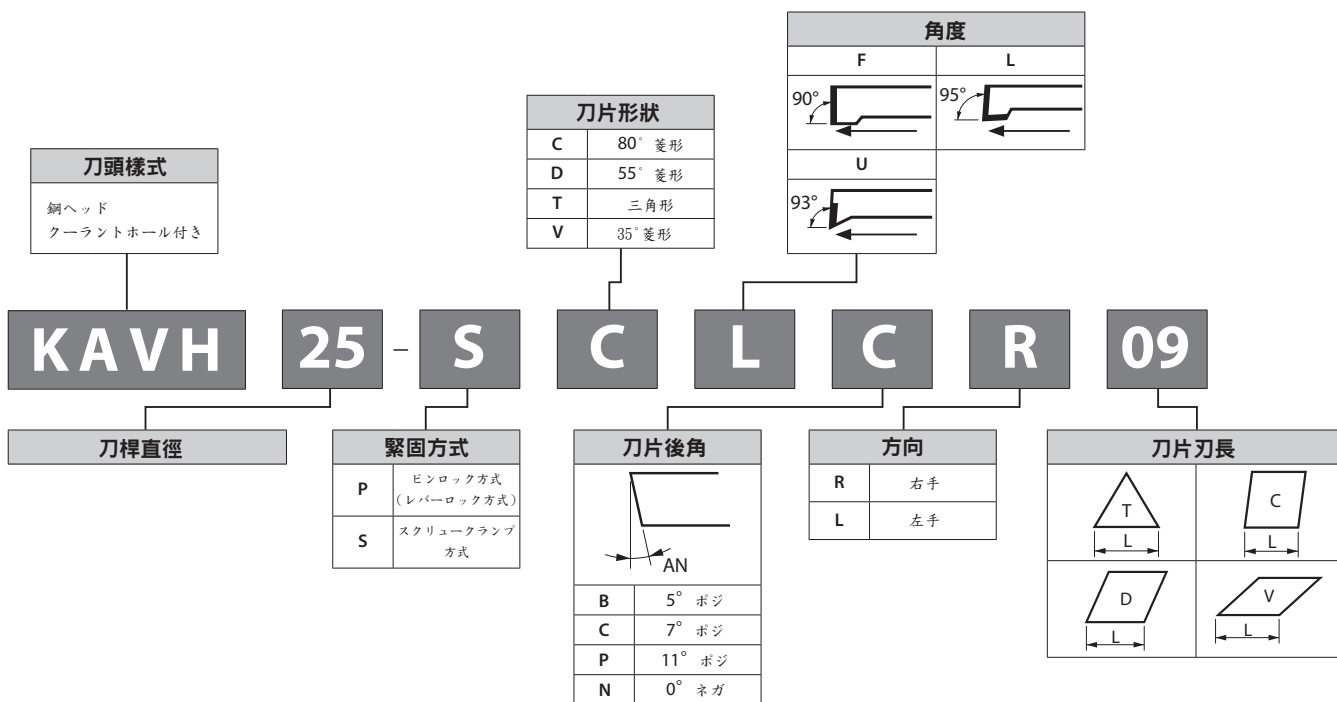 角度
F L
90° 95°
U
93°
刀片形狀
C 80° 菱形
D 55° 菱形
T 三角形
V 35°菱形
刀頭樣式
鋼ヘッド
クーラントホール付き
KAVH 25 - S C L C R 09
刀桿直徑
緊固方式
P ピンロック方式
(レバーロック方式)
S スクリュークランプ
方式
刀片後角
AN
B 5° ポジ
C 7° ポジ
P 11° ポジ
N 0° ネガ
方向
R 右手
L 左手
刀片刃長
T C
L L
D V
L L